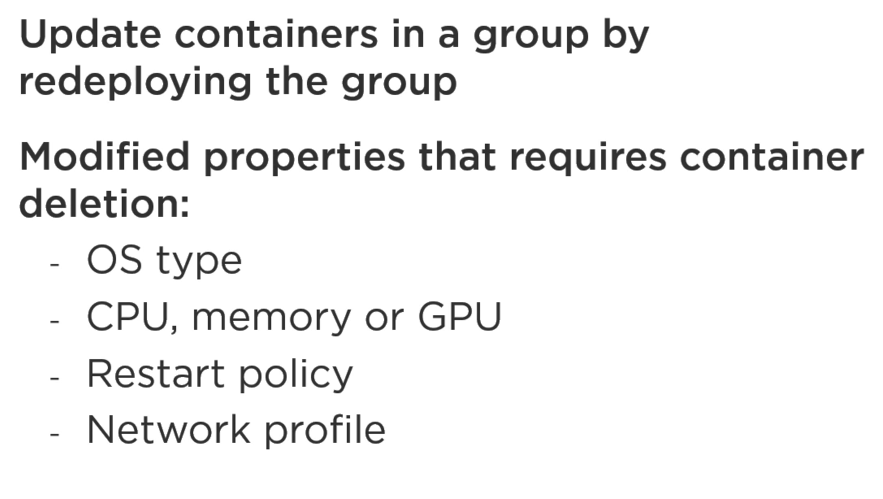 Update containers in a group by
redeploying the group
Modified properties that requires container
deletion:
- OS type
- CPU, memory or GPU
- Restart policy
- Network profile